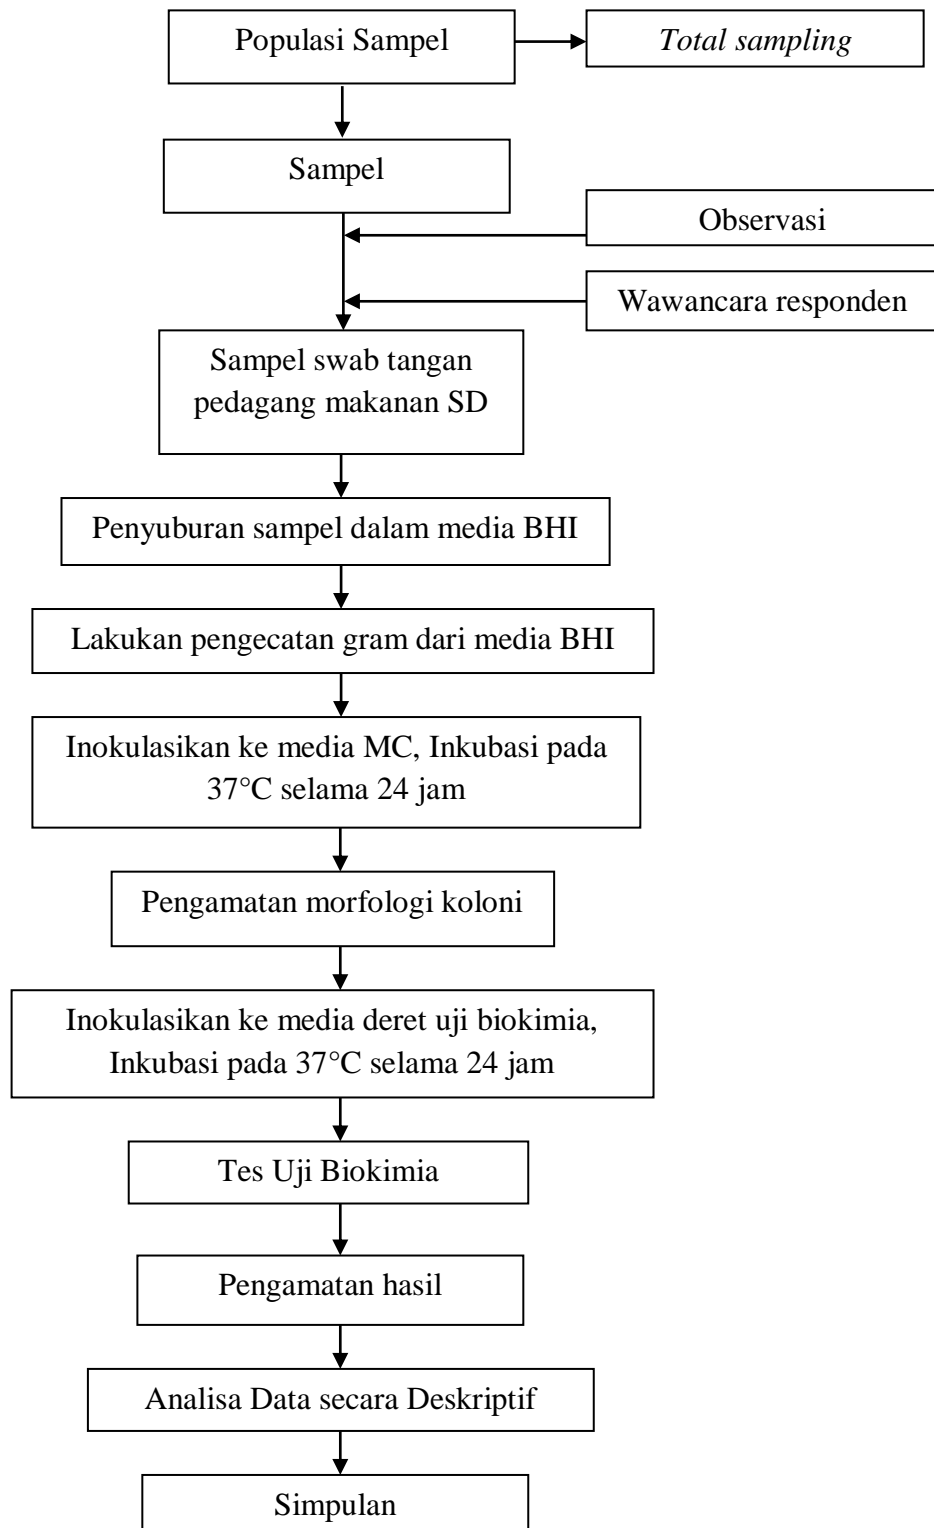 Populasi Sampel
Total sampling
Sampel
Observasi
Wawancara responden
Sampel swab tangan
pedagang makanan SD
Penyuburan sampel dalam media BHI
Lakukan pengecatan gram dari media BHI
Inokulasikan ke media MC, Inkubasi pada
37°C selama 24 jam
Pengamatan morfologi koloni
Inokulasikan ke media deret uji biokimia,
Inkubasi pada 37°C selama 24 jam
Tes Uji Biokimia
Pengamatan hasil
Analisa Data secara Deskriptif
Simpulan